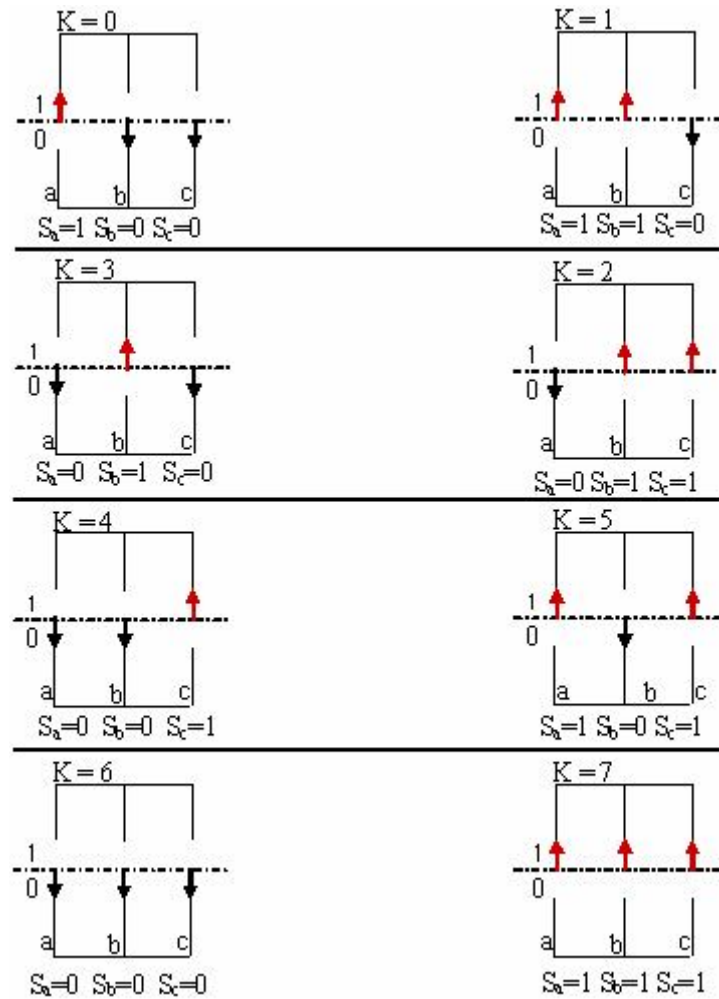 K = 0
1
0
a b c
Sa=1 Sb=0 Sc=0
K = 1
1
0
a b c
Sa=1 Sb=1 Sc=0
K = 3
1
0
a b c
Sa=0 Sb=1 Sc=0
K = 2
1
0
a b c
Sa=0 Sb=1 Sc=1
K = 4
1
0
a b c
Sa=0 Sb=0 Sc=1
K = 5
1
0
a b c
Sa=1 Sb=0 Sc=1
K = 6
1
0
a b c
Sa=0 Sb=0 Sc=0
K = 7
1
0
a b c
Sa=1 Sb=1 Sc=1